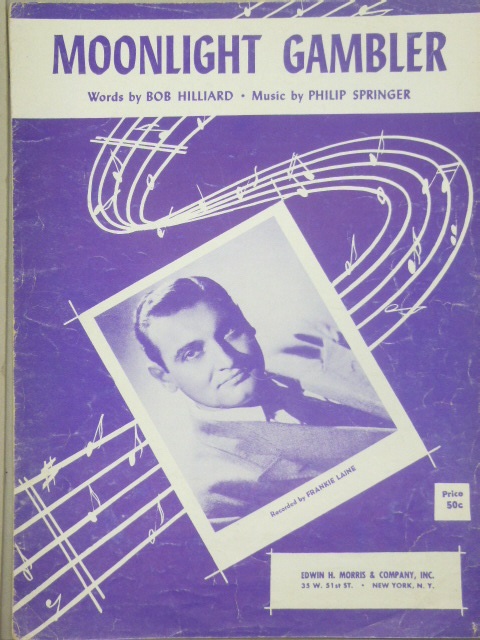 MOONLIGHT GAMBLER
Words by BOB HILLIARD • Music by PHILIP SPRINGER
Recorded by FRANKIE LAINE
Price
50c
EDWIN H. MORRIS & COMPANY, INC.
35 W. 51st ST. • NEW YORK, N. Y.